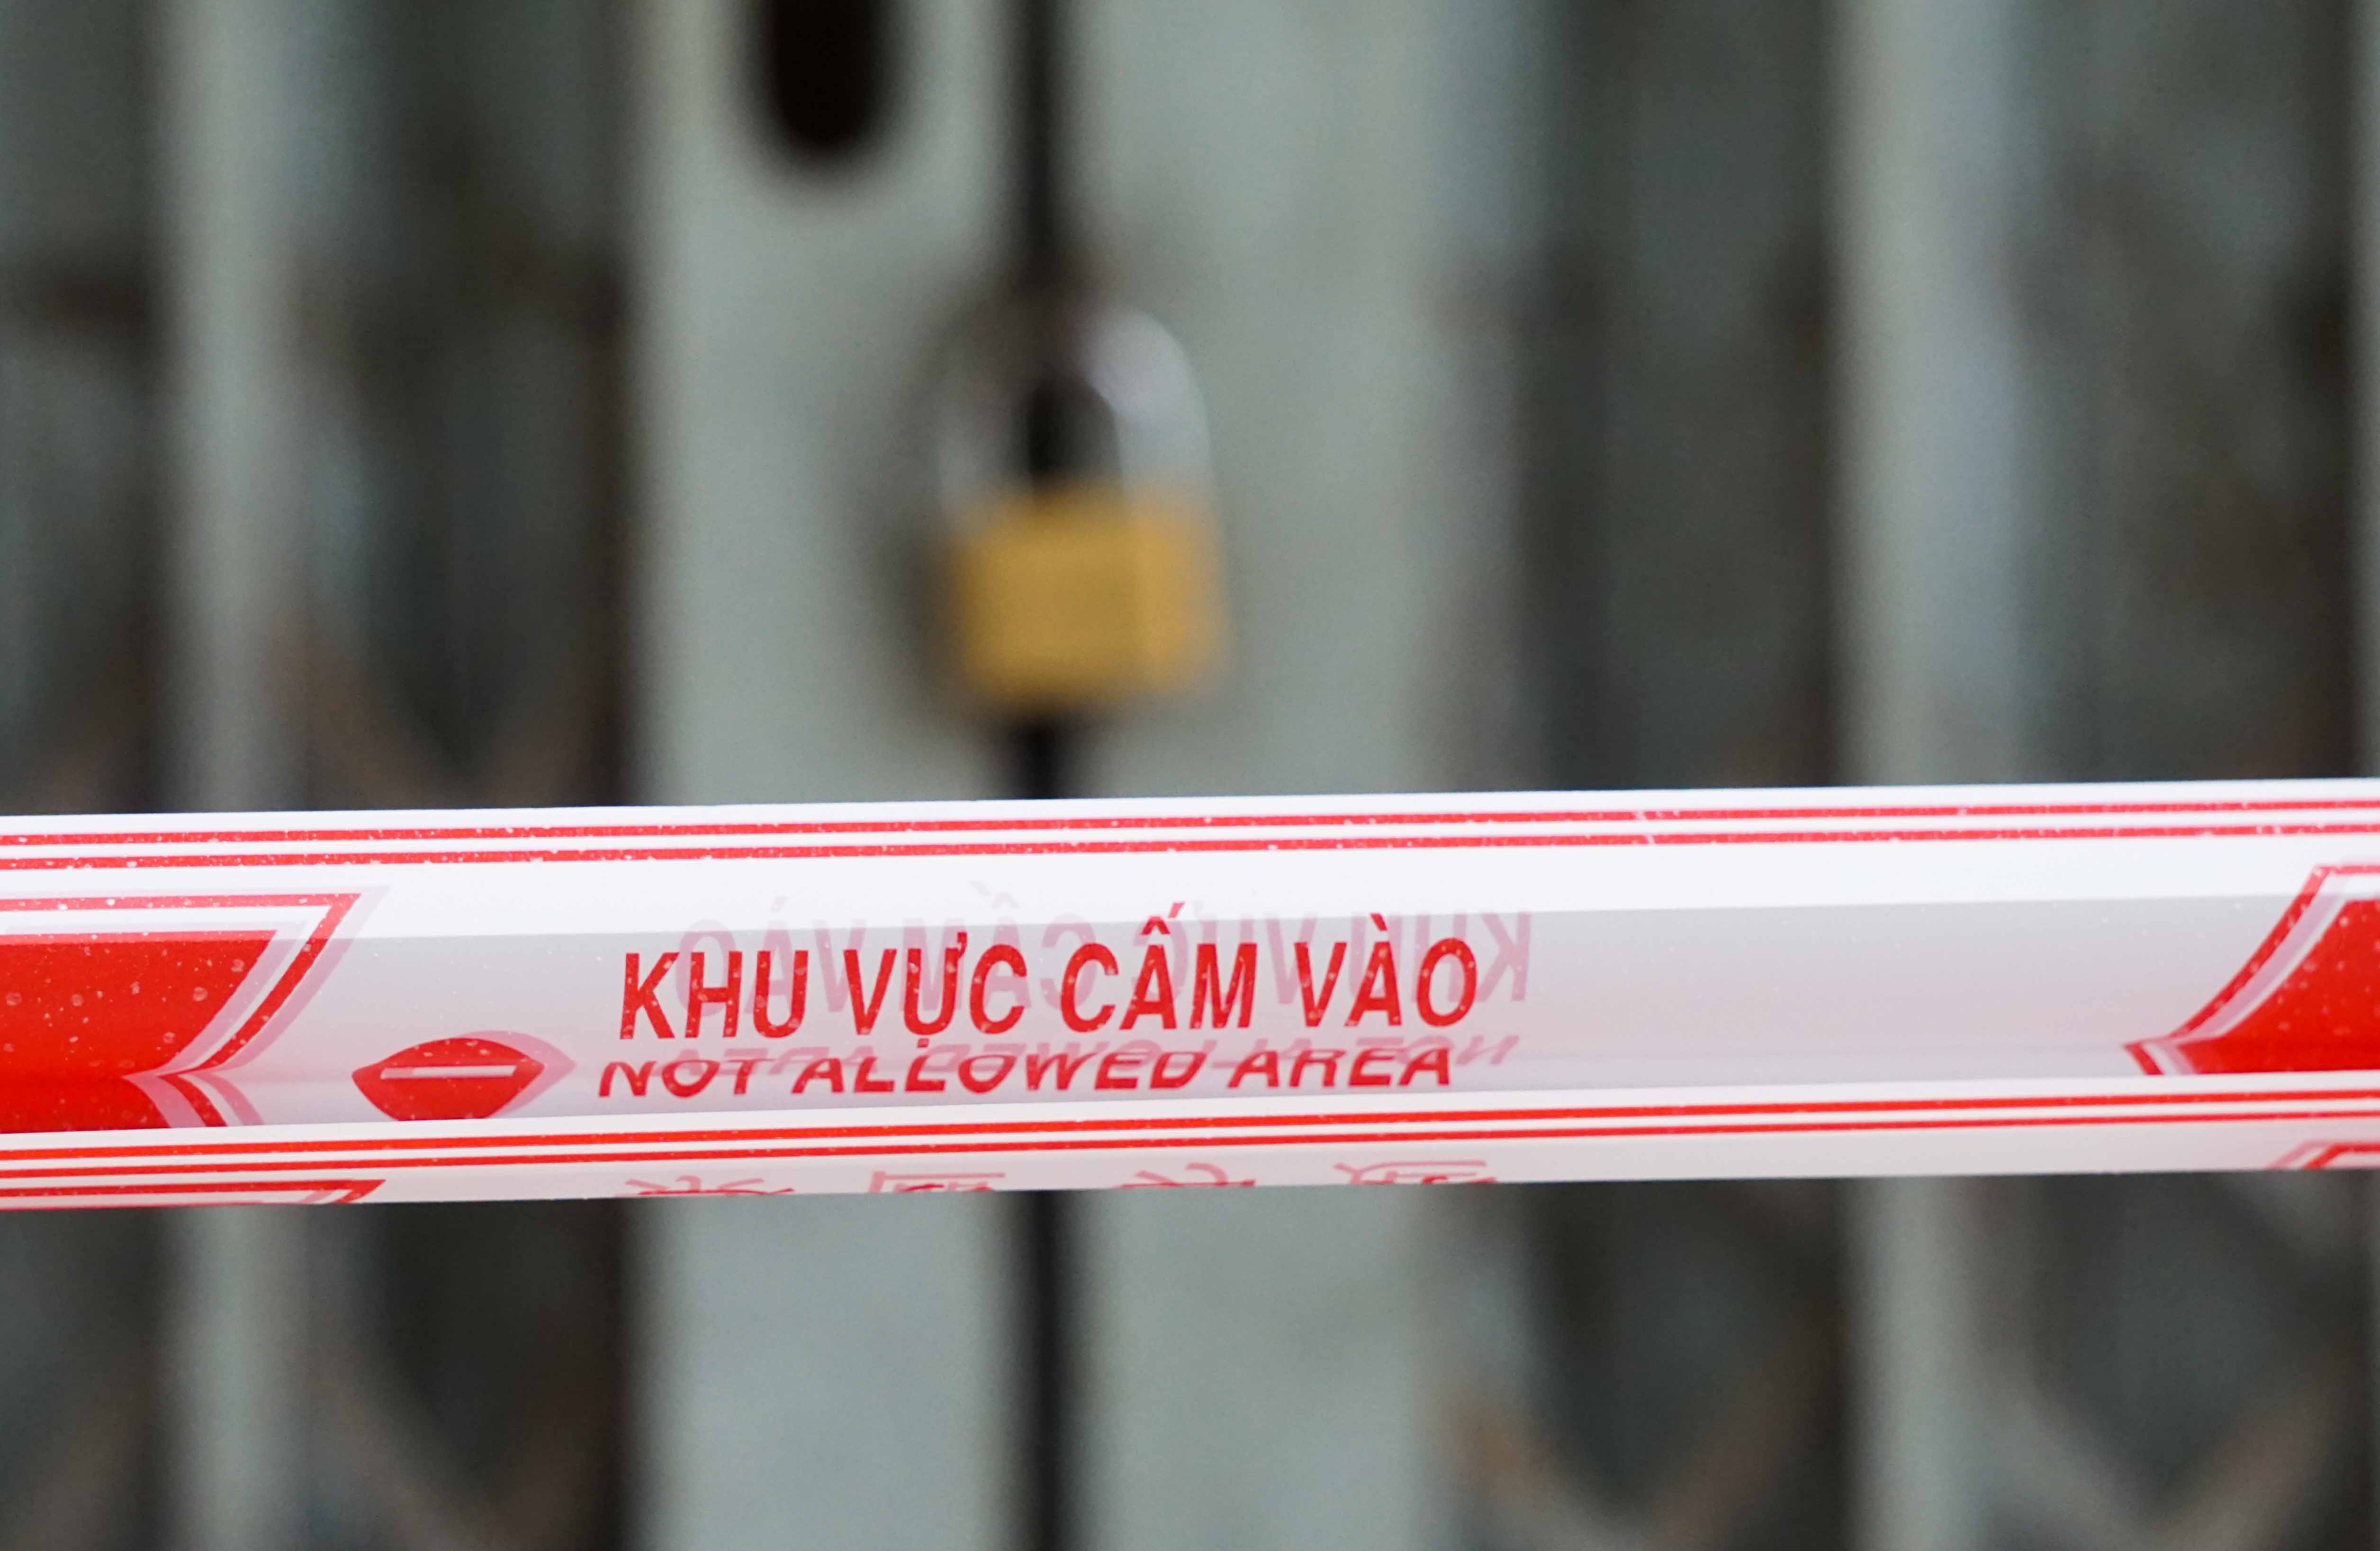 KHU VỰC CẤM VÀO
NOT ALLOWED AREA